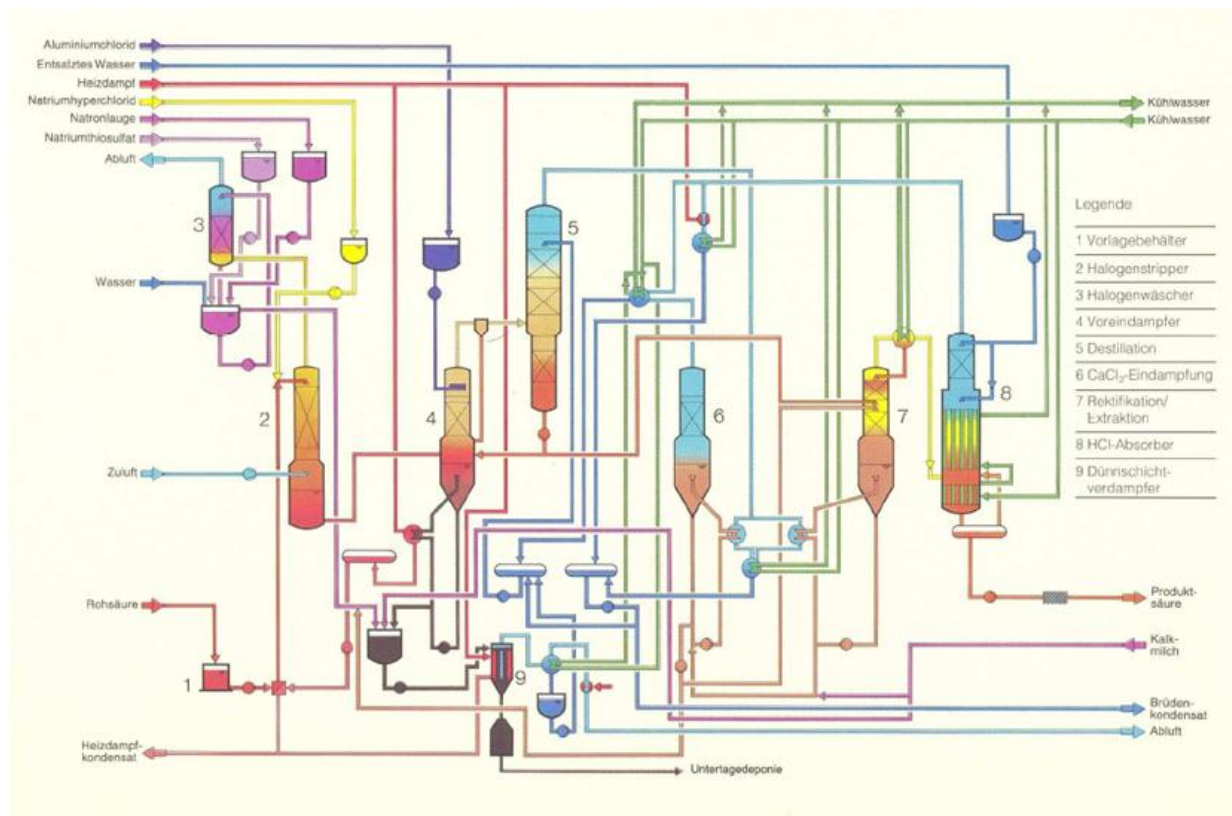 Aluminiumchlorid
Entsalztes Wasser
Heizdampf
Natriumhyperchlorid
Natronlauge
Natriumthiosulfat
Abluft
Kühlwasser
Kühlwasser
3
5
Wasser
2
4
6
7
8
Zuluft
Legende
1 Vorlagebehälter
2 Halogenstripper
3 Halogenwäscher
4 Voreindampfer
5 Destillation
6 CaCl₂-Eindampfung
7 Rektifikation/
Extraktion
8 HCl-Absorber
9 Dünnschicht-
verdampfer
Rohsäure
1
9
Produkt-
säure
Kalk-
milch
Brüden-
kondensat
Abluft
Heizdampf-
kondensat
Untertagedeponie